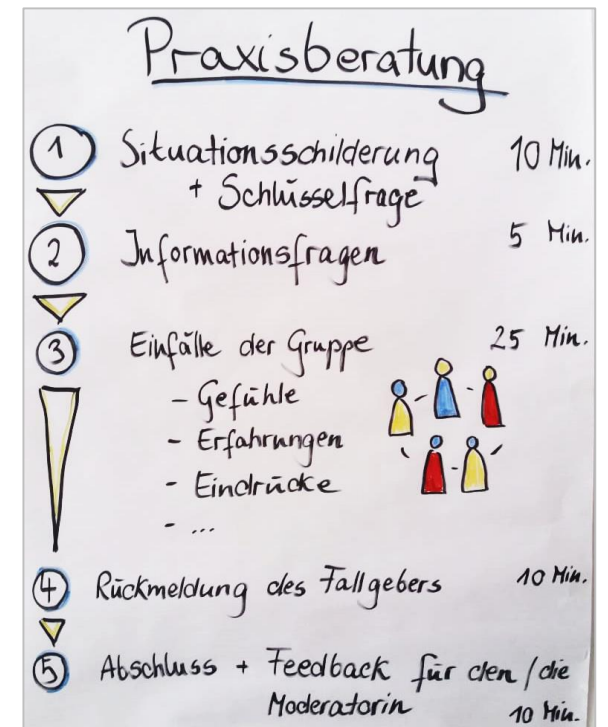 Praxisberatung
1 Situationsschilderung 10 Min.
+ Schlüsselfrage
2 Informationsfragen 5 Min.
3 Einfälle der Gruppe 25 Min.
- Gefühle
- Erfahrungen
- Eindrücke
- ...
4 Rückmeldung des Fallgebers 10 Min.
5 Abschluss + Feedback für den / die
Moderatorin 10 Min.